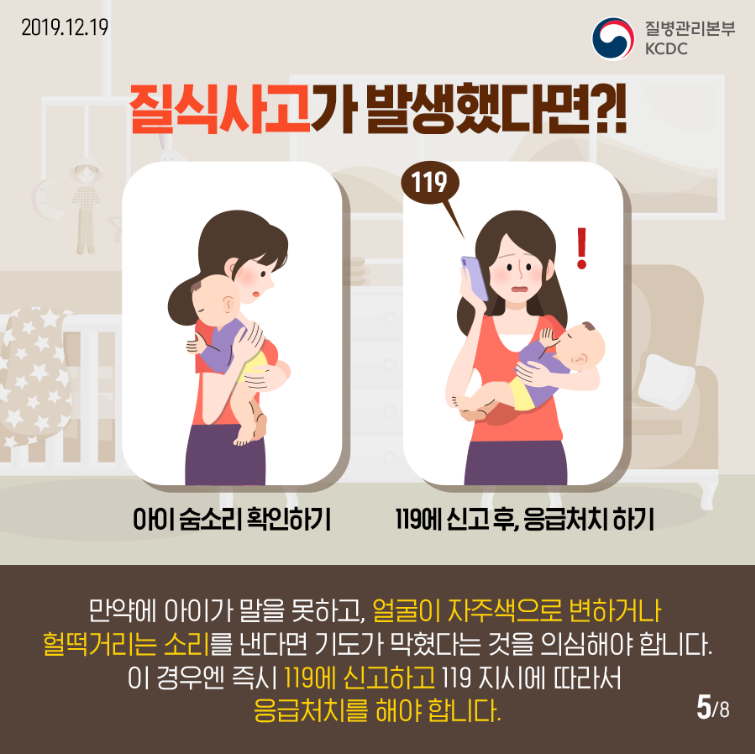 2019.12.19
질병관리본부
KCDC
질식사고가 발생했다면?!
119
!
아이 숨소리 확인하기
119에 신고 후, 응급처치 하기
만약에 아이가 말을 못하고, 얼굴이 자주색으로 변하거나
헐떡거리는 소리를 낸다면 기도가 막혔다는 것을 의심해야 합니다.
이 경우엔 즉시 119에 신고하고 119 지시에 따라서
응급처치를 해야 합니다.
5/8